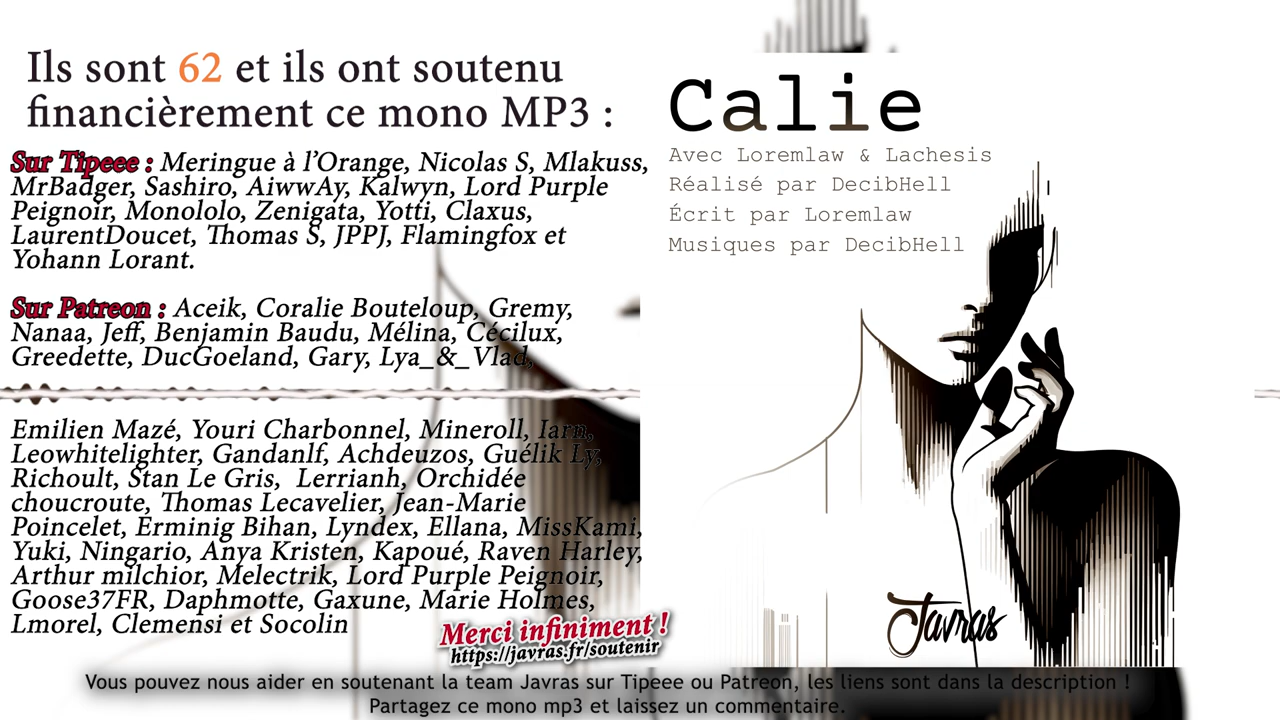 Ils sont 62 et ils ont soutenu
financièrement ce mono MP3 :
Sur Tipeee : Meringue à l'Orange, Nicolas S, Mlakuss,
MrBadger, Sashiro, AiwwAy, Kalwyn, Lord Purple
Peignoir, Monololo, Zenigata, Yotti, Claxus,
LaurentDoucet, Thomas S, JPPJ, Flamingfox et
Yohann Lorant.
Sur Patreon : Aceik, Coralie Bouteloup, Gremy,
Nanaa, Jeff, Benjamin Baudu, Mélina, Cécilux,
Greedette, DucGoeland, Gary, Lya_&_Vlad,
Emilien Mazé, Youri Charbonnel, Mineroll, Iarn,
Leowhitelighter, Gandanlf, Achdeuzos, Guélik Ly,
Richoult, Stan Le Gris, Lerrianh, Orchidée
choucroute, Thomas Lecavelier, Jean-Marie
Poincelet, Erminig Bihan, Lyndex, Ellana, MissKami,
Yuki, Ningario, Anya Kristen, Kapoué, Raven Harley,
Arthur milchior, Melectrik, Lord Purple Peignoir,
Goose37FR, Daphmotte, Gaxune, Marie Holmes,
Lmorel, Clemensi et Socolin
Merci infiniment !
https://javras.fr/soutenir
Calie
Avec Loremlaw & Lachesis
Réalisé par DecibHell
Écrit par Loremlaw
Musiques par DecibHell
Javras
Vous pouvez nous aider en soutenant la team Javras sur Tipeee ou Patreon, les liens sont dans la description !
Partagez ce mono mp3 et laissez un commentaire.